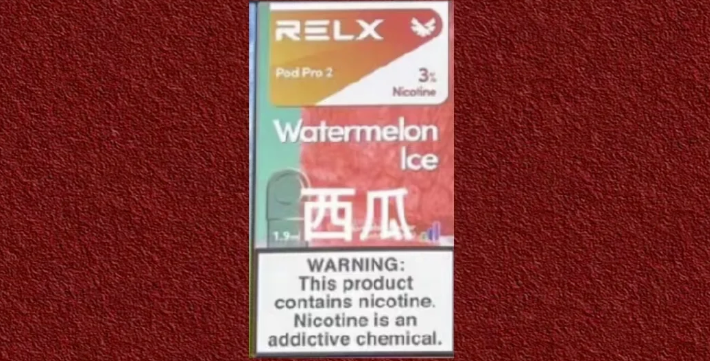 RELX
Pod Pro 2
3%
Nicotine
Watermelon
Ice
西瓜
1.9ml
WARNING:
This product
contains nicotine.
Nicotine is an
addictive chemical.